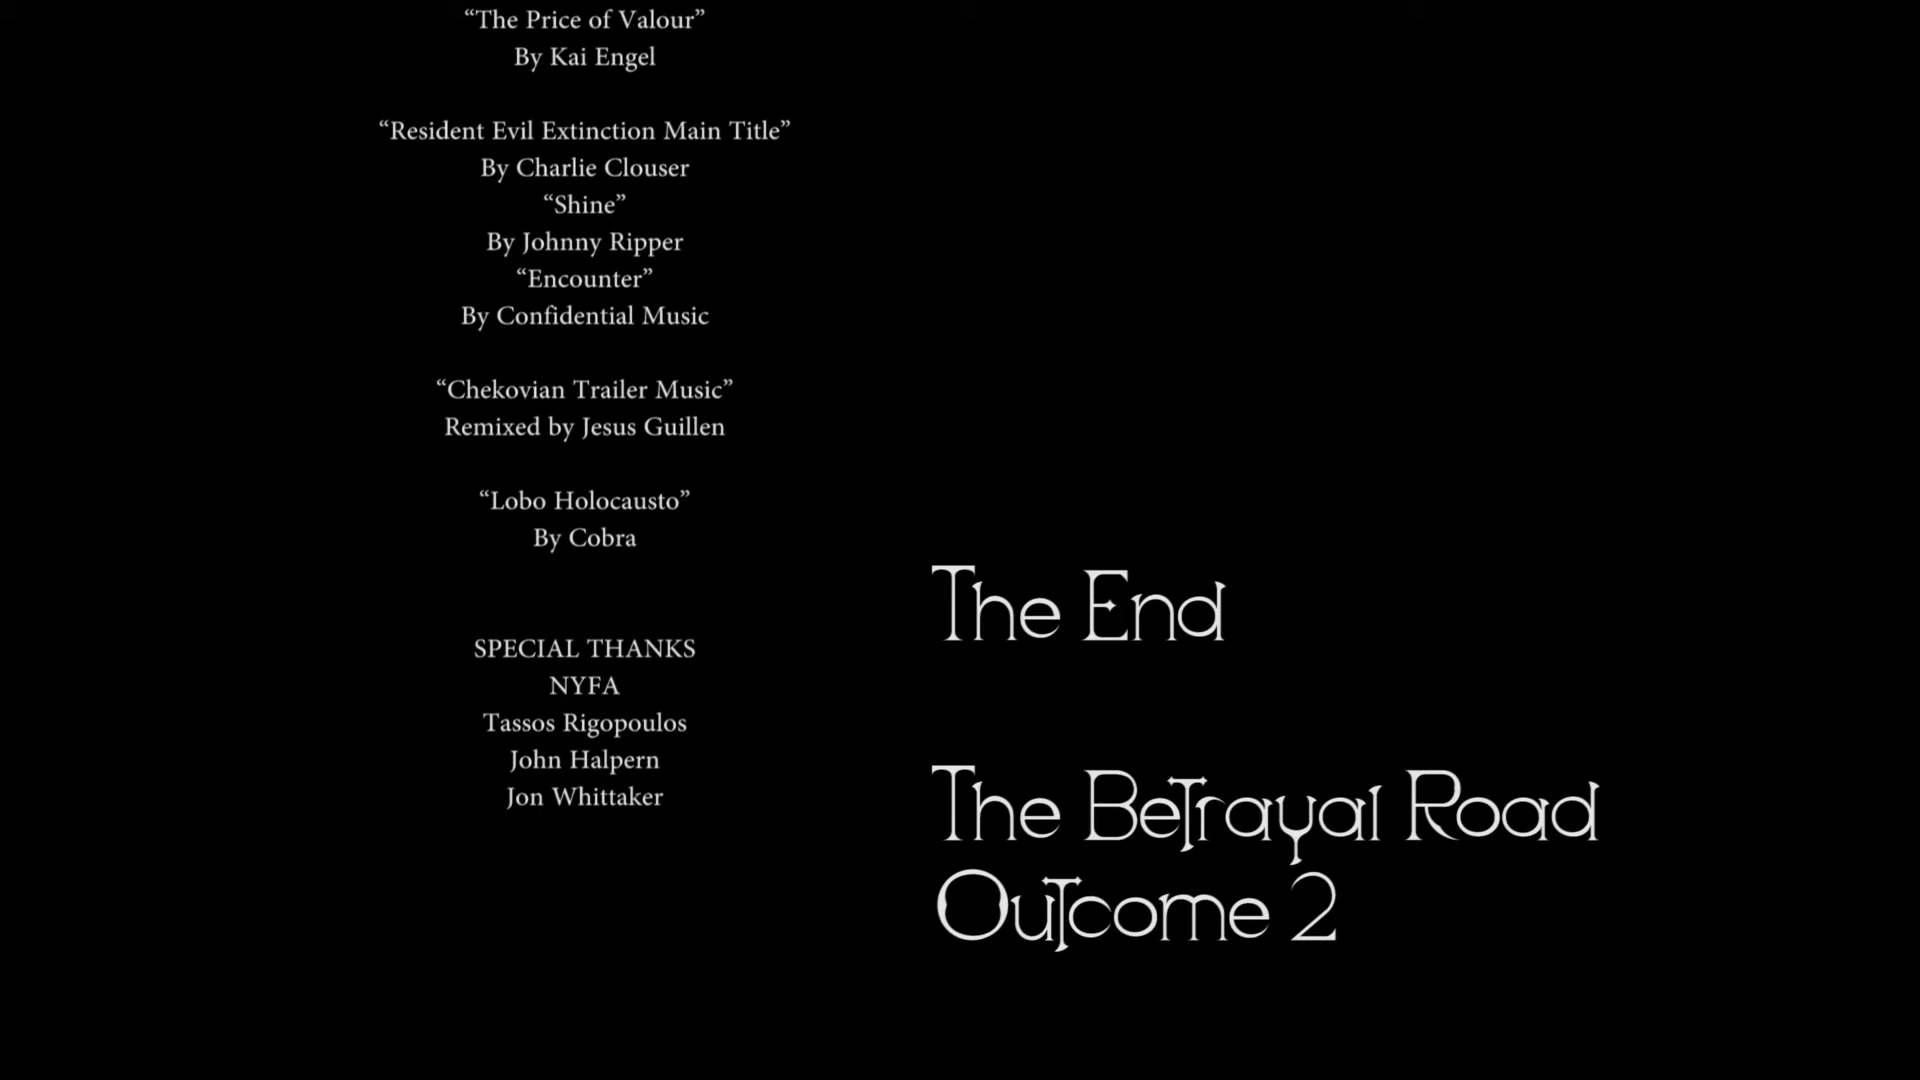 “The Price of Valour”
By Kai Engel
“Resident Evil Extinction Main Title”
By Charlie Clouser
“Shine”
By Johnny Ripper
“Encounter”
By Confidential Music
“Chekovian Trailer Music”
Remixed by Jesus Guillen
“Lobo Holocausto”
By Cobra
SPECIAL THANKS
NYFA
Tassos Rigopoulos
John Halpern
Jon Whittaker
The End
The Betrayal Road
Outcome 2